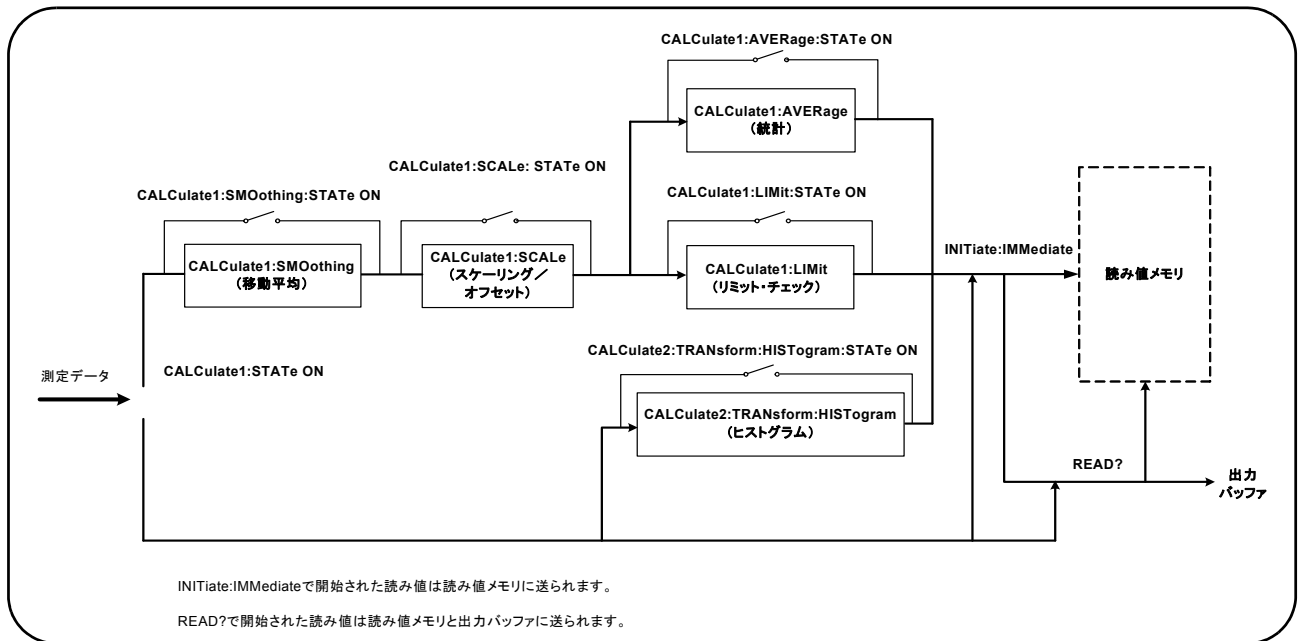 CALCulate1:AVERage:STATe ON
CALCulate1:AVERage
（統計）
CALCulate1:SCALe: STATe ON
CALCulate1:SMOothing:STATe ON
CALCulate1:LIMit:STATe ON
INITiate:IMMediate
CALCulate1:SMOothing
（移動平均）
CALCulate1:SCALe
（スケーリング／
オフセット）
CALCulate1:LIMit
（リミット・チェック）
読み値メモリ
CALCulate2:TRANsform:HISTogram:STATe ON
測定データ
CALCulate1:STATe ON
CALCulate2:TRANsform:HISTogram
（ヒストグラム）
READ?
出力
バッファ
INITiate:IMMediateで開始された読み値は読み値メモリに送られます。
READ?で開始された読み値は読み値メモリと出力バッファに送られます。